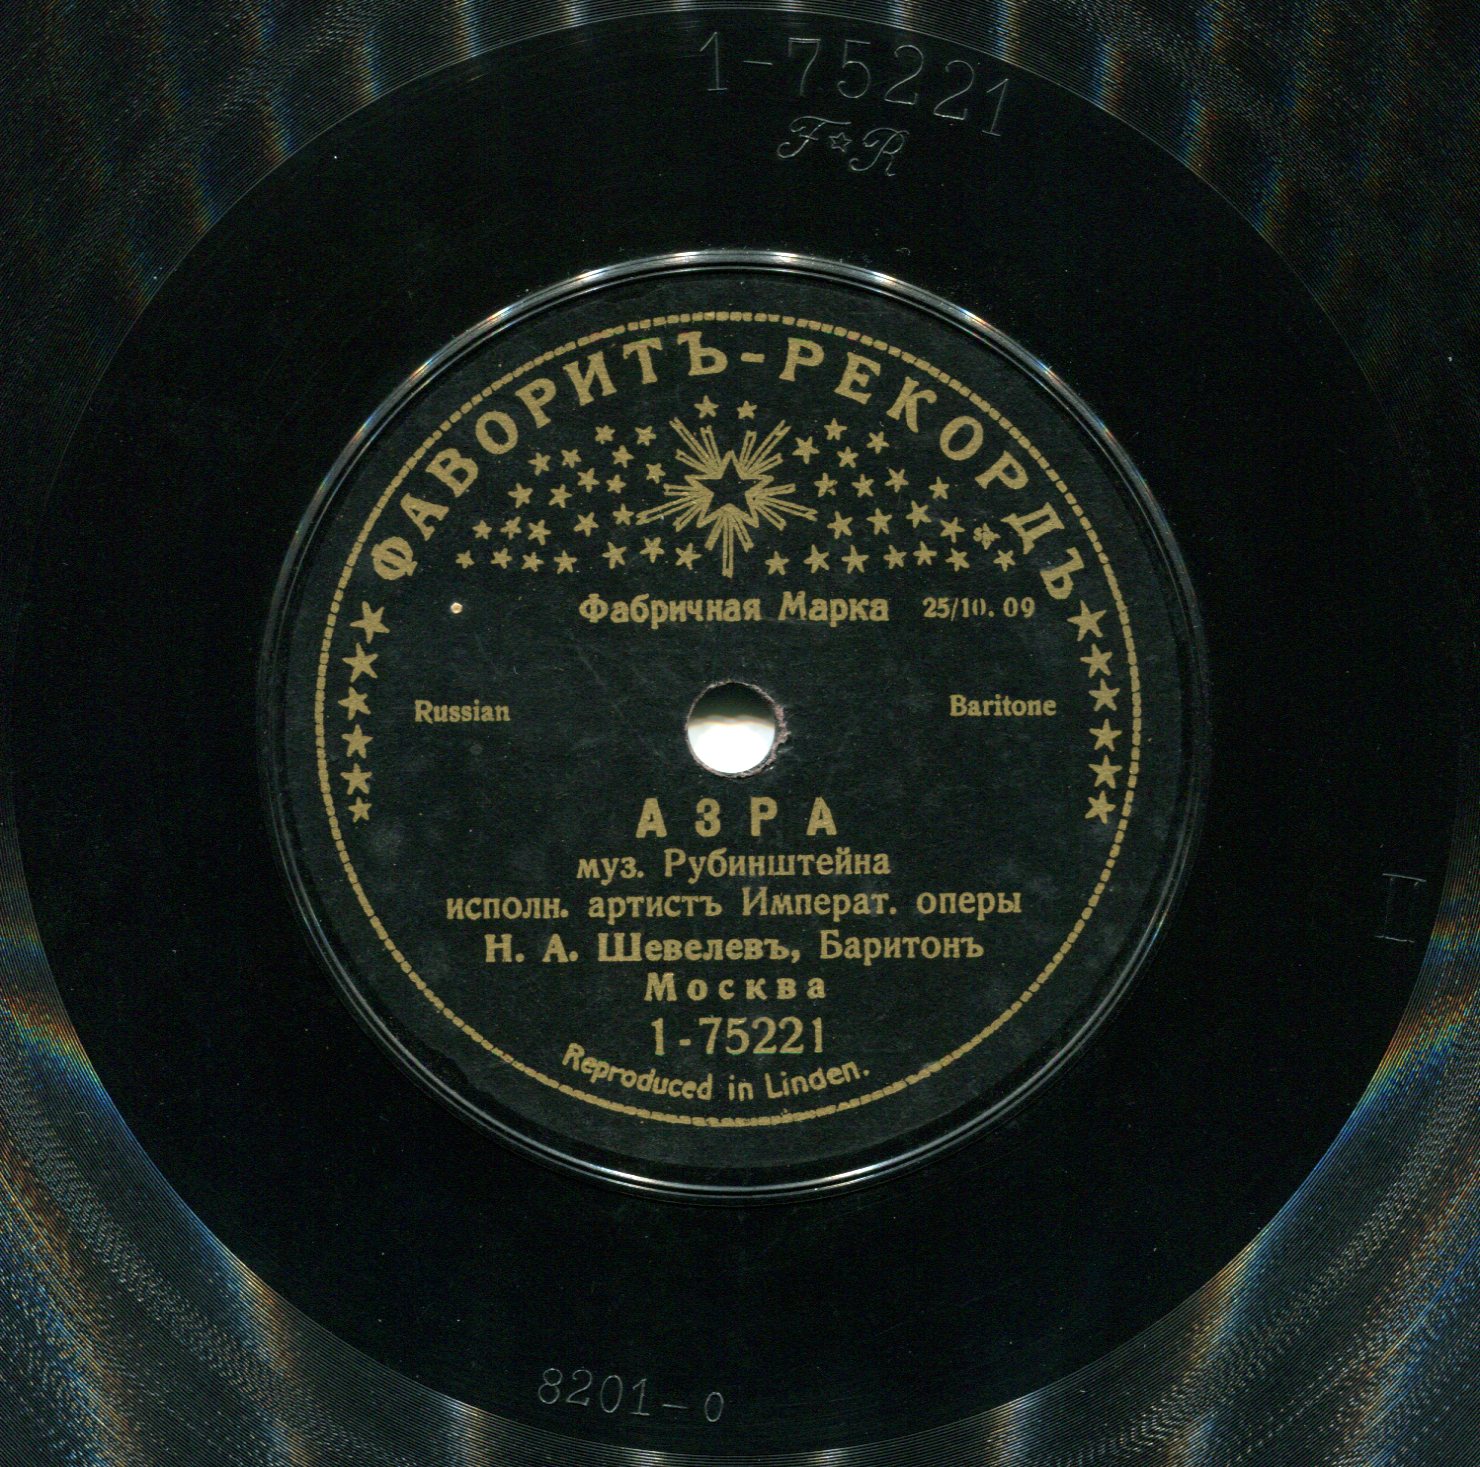 1-75221
F☆R
ФАВОРИТЪ-РЕКОРДЪ
Фабричная Марка 25/10. 09
Russian
Baritone
АЗРА
муз. Рубинштейна
исполн. артистъ Императ. оперы
Н. А. Шевелевъ, Баритонъ
Москва
1-75221
Reproduced in Linden.
I
8201-0